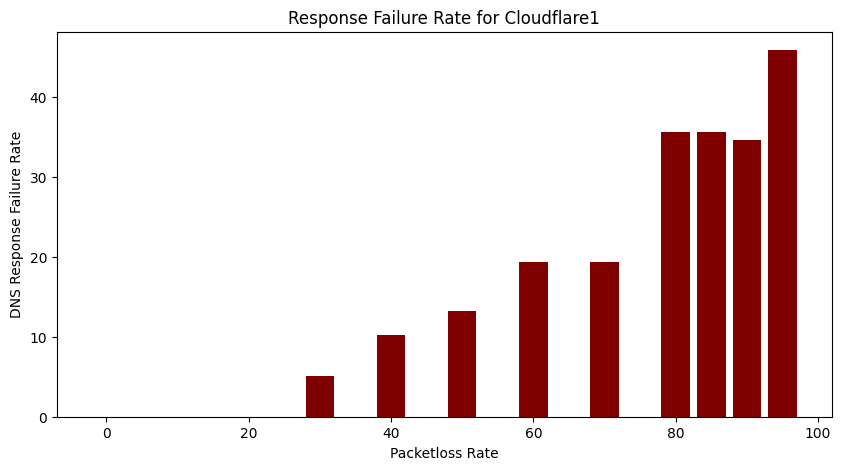 Response Failure Rate for Cloudflare1
DNS Response Failure Rate
40
30
20
10
0
0 20 40 60 80 100
Packetloss Rate